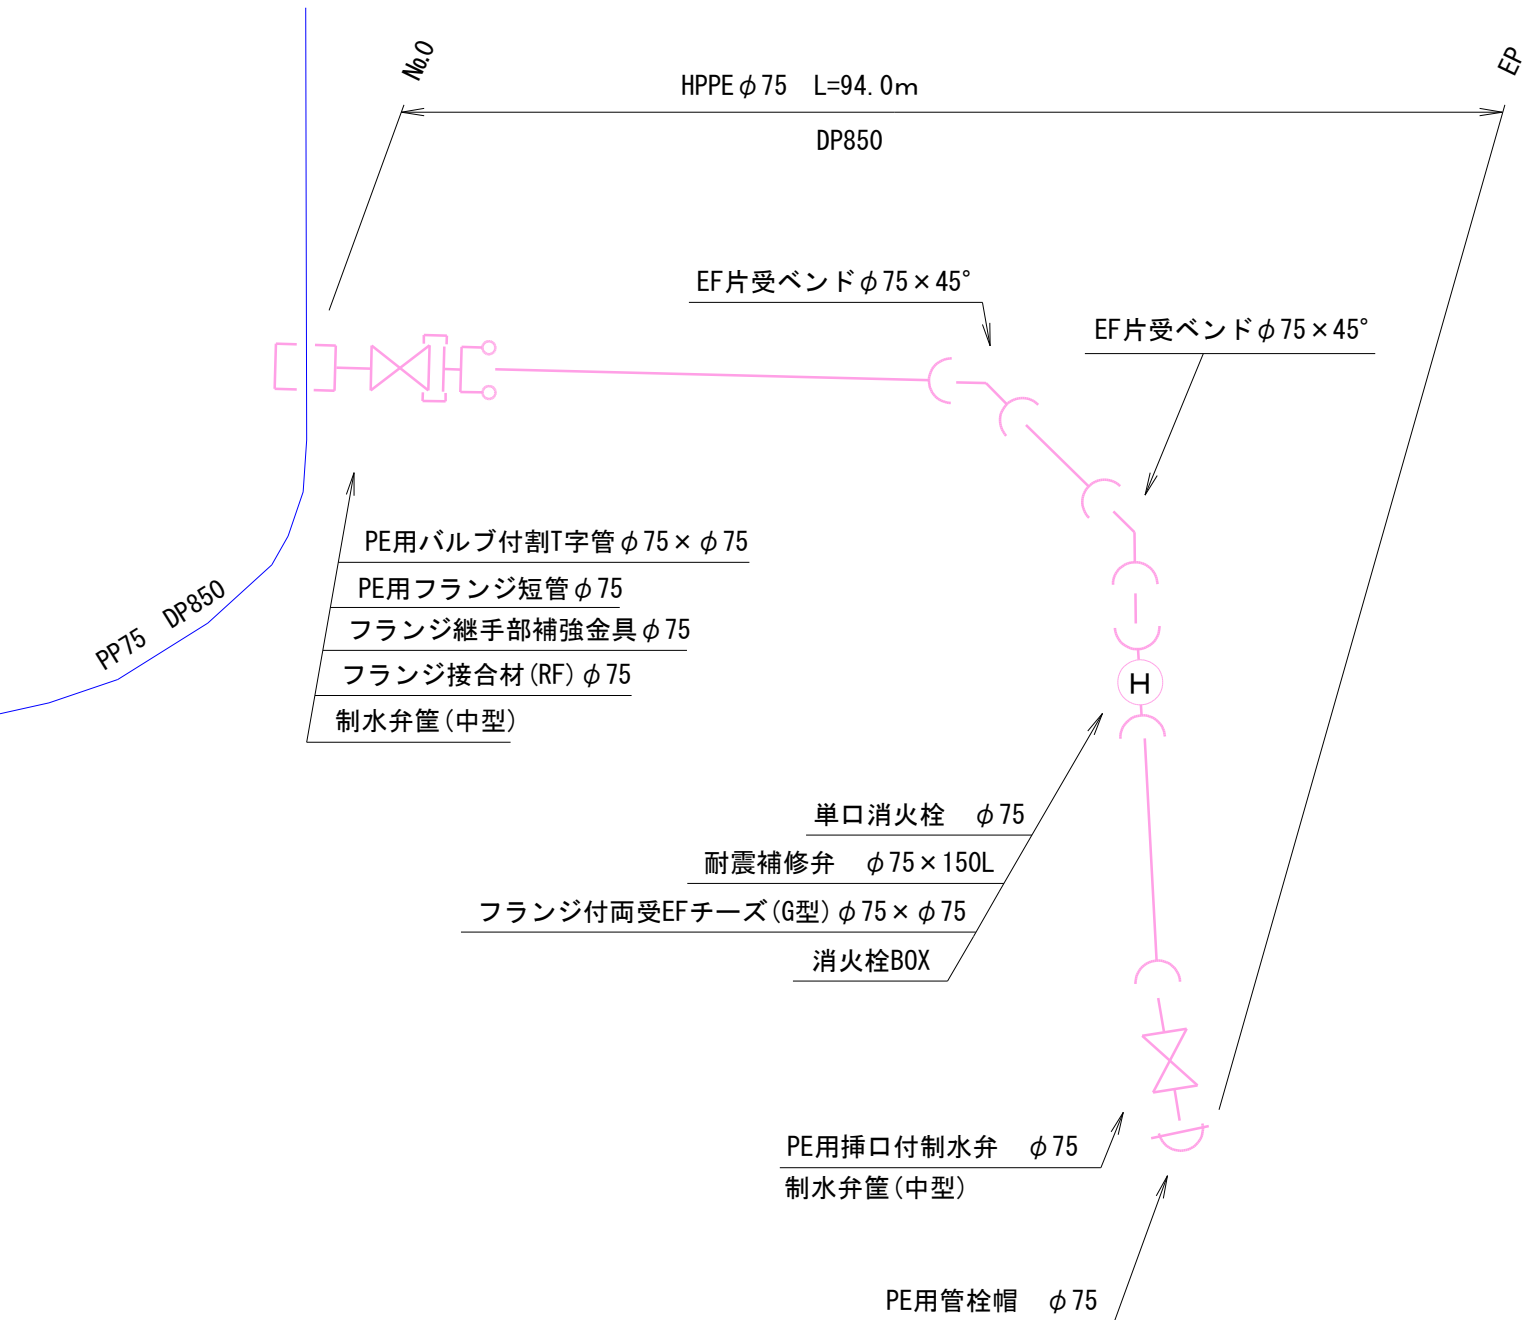 No.0
EP
HPPEφ75　L=94.0m
DP850
EF片受ベンドφ75×45°
EF片受ベンドφ75×45°
PE用バルブ付割T字管φ75×φ75
PE用フランジ短管φ75
フランジ継手部補強金具φ75
フランジ接合材(RF)φ75
制水弁筐(中型)
PP75　DP850
H
単口消火栓　φ75
耐震補修弁　φ75×150L
フランジ付両受EFチーズ(G型)φ75×φ75
消火栓BOX
PE用挿口付制水弁　φ75
制水弁筐(中型)
PE用管栓帽　φ75